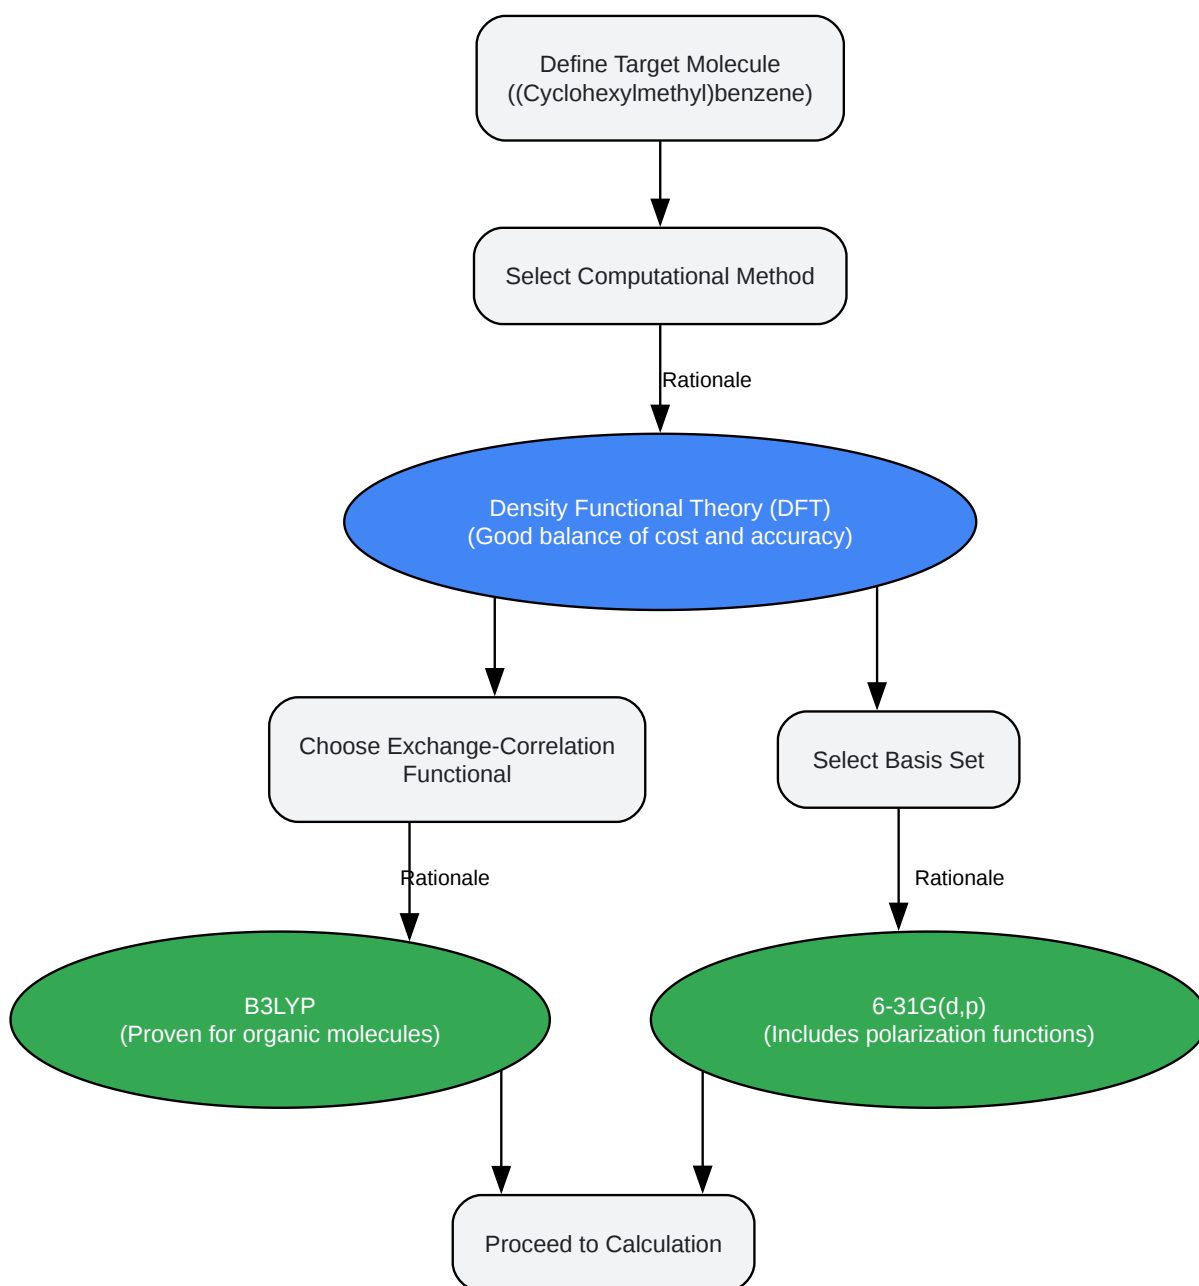 Define Target Molecule
((Cyclohexylmethyl)benzene)
Select Computational Method
Rationale
Density Functional Theory (DFT)
(Good balance of cost and accuracy)
Choose Exchange-Correlation
Functional
Select Basis Set
Rationale
Rationale
B3LYP
(Proven for organic molecules)
6-31G(d,p)
(Includes polarization functions)
Proceed to Calculation